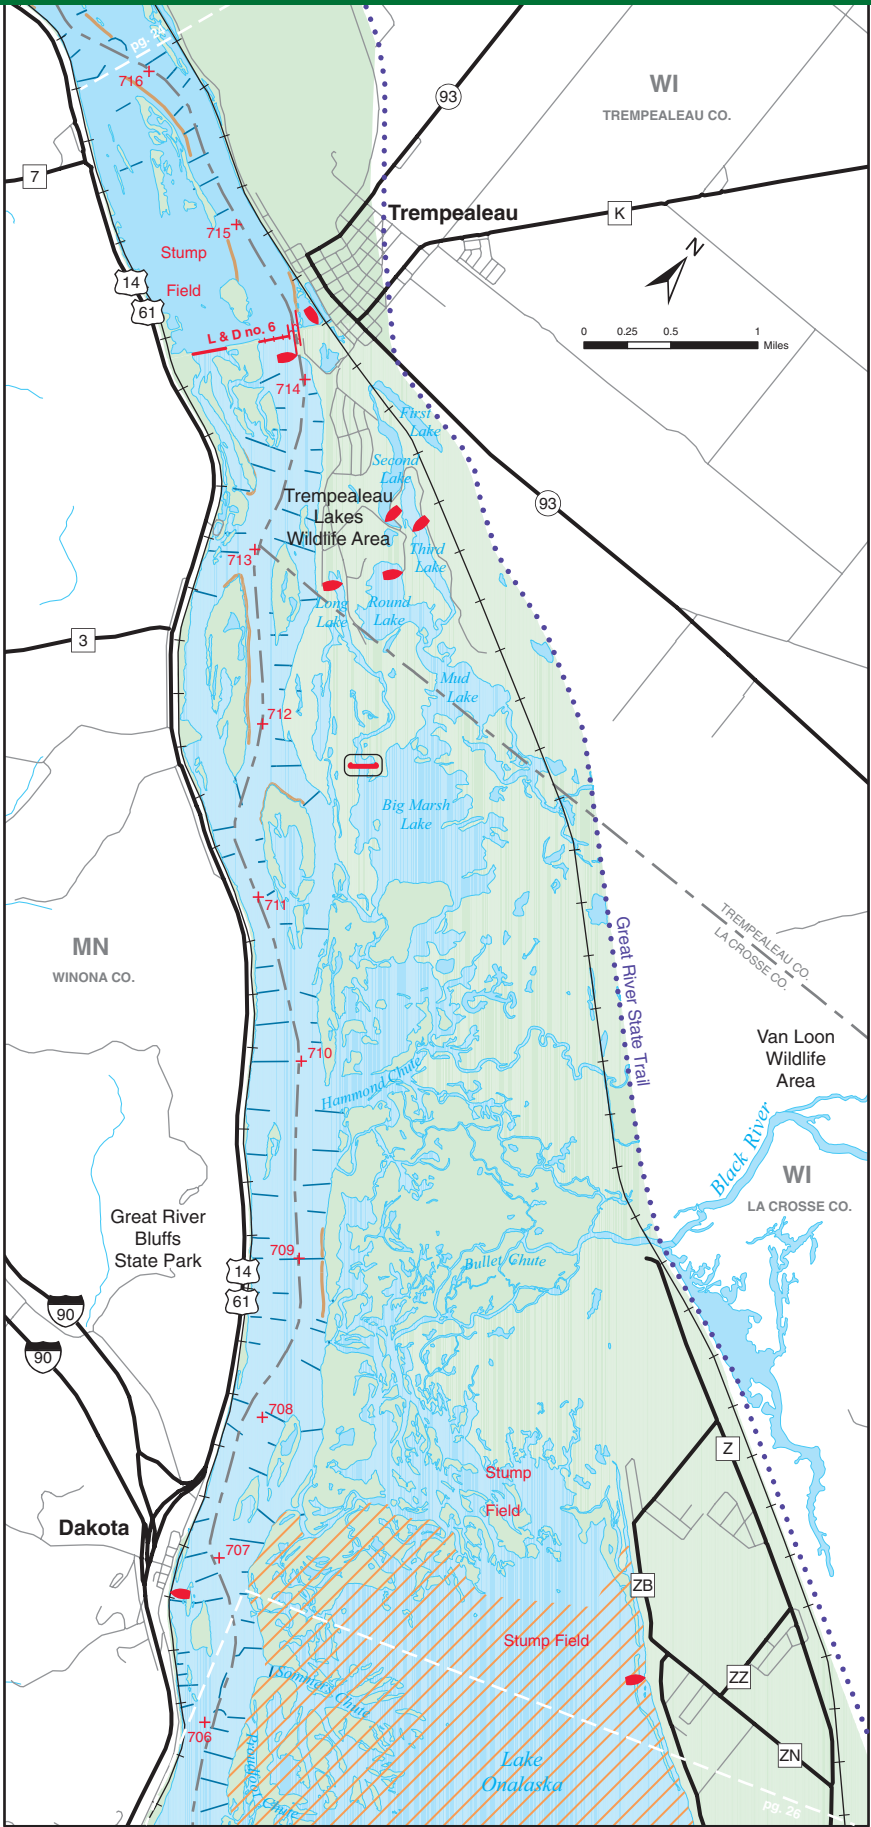 pg. 24
716
93
WI
TREMPEALEAU CO.
7
Trempealeau
K
715
Stump
Field
N
14
61
L & D no. 6
0 0.25 0.5 1
Miles
714
First
Lake
Second
Lake
Trempealeau
Lakes
Wildlife Area
93
713
Third
Lake
Long
Lake
Round
Lake
3
Mud
Lake
712
Big Marsh
Lake
711
TREMPEALEAU CO.
LA CROSSE CO.
MN
WINONA CO.
Great River State Trail
710
Van Loon
Wildlife
Area
Hammond Chute
Black River
WI
LA CROSSE CO.
Great River
Bluffs
State Park
709
Bullet Chute
14
61
90
90
708
Z
Stump
Field
Dakota
707
ZB
Stump Field
ZZ
Sommers Chute
706
ZN
Proudfoot
Chute
Lake
Onalaska
pg. 26